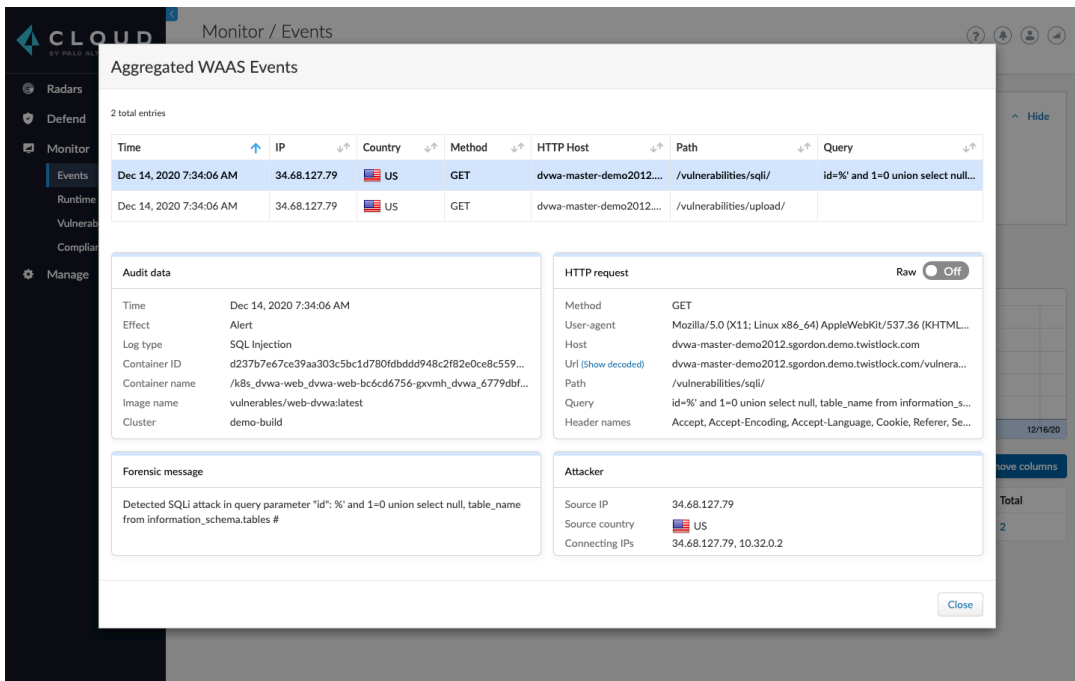 CLOUD
BY PALO ALT
Monitor / Events
?
Radars
Defend
Monitor
Events
Runtime
Vulnerab
Complian
Manage
Hide
Aggregated WAAS Events
2 total entries
Time IP Country Method HTTP Host Path Query
Dec 14, 2020 7:34:06 AM 34.68.127.79 US GET dvwa-master-demo2012.... /vulnerabilities/sqli/ id=%' and 1=0 union select null...
Dec 14, 2020 7:34:06 AM 34.68.127.79 US GET dvwa-master-demo2012.... /vulnerabilities/upload/
Audit data
Time Dec 14, 2020 7:34:06 AM
Effect Alert
Log type SQL Injection
Container ID d237b7e67ce39aa303c5bc1d780fdbddd948c2f82e0ce8c559...
Container name /k8s_dvwa-web_dvwa-web-bc6cd6756-gxvmh_dvwa_6779dbf...
Image name vulnerables/web-dvwa:latest
Cluster demo-build
HTTP request Raw Off
Method GET
User-agent Mozilla/5.0 (X11; Linux x86_64) AppleWebKit/537.36 (KHTML...
Host dvwa-master-demo2012.sgordon.demo.twistlock.com
Url (Show decoded) dvwa-master-demo2012.sgordon.demo.twistlock.com/vulnera...
Path /vulnerabilities/sqli/
Query id=%' and 1=0 union select null, table_name from information_s...
Header names Accept, Accept-Encoding, Accept-Language, Cookie, Referer, Se...
Forensic message
Detected SQLi attack in query parameter "id": %' and 1=0 union select null, table_name
from information_schema.tables #
Attacker
Source IP 34.68.127.79
Source country US
Connecting IPs 34.68.127.79, 10.32.0.2
12/16/20
move columns
Total
2
Close